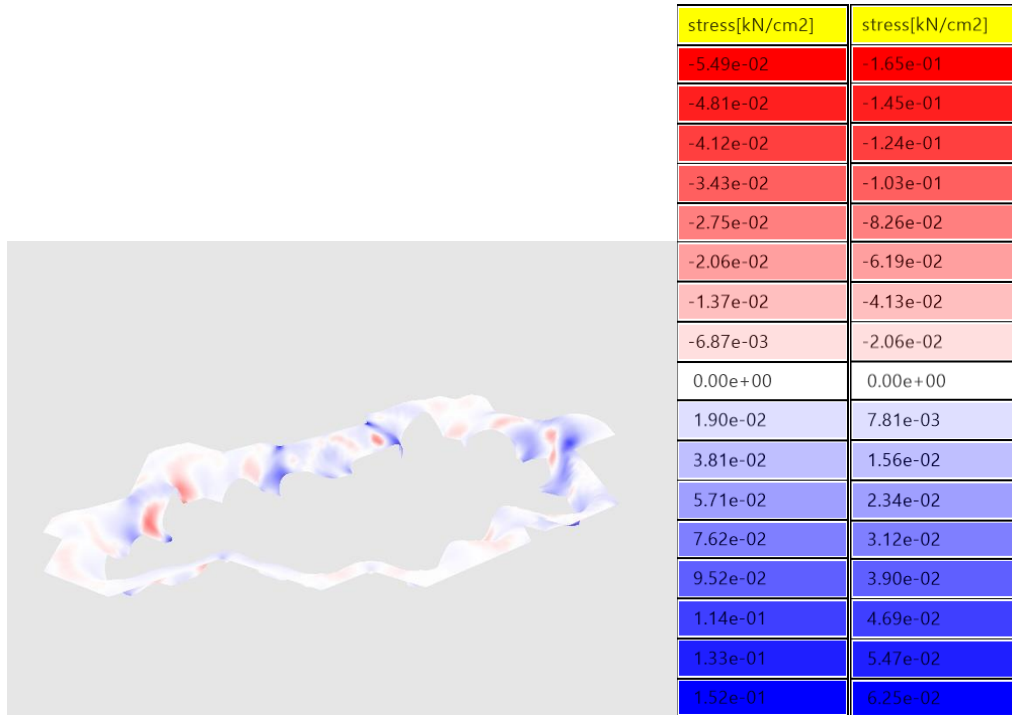 stress[kN/cm2] stress[kN/cm2]
-5.49e-02 -1.65e-01
-4.81e-02 -1.45e-01
-4.12e-02 -1.24e-01
-3.43e-02 -1.03e-01
-2.75e-02 -8.26e-02
-2.06e-02 -6.19e-02
-1.37e-02 -4.13e-02
-6.87e-03 -2.06e-02
0.00e+00 0.00e+00
1.90e-02 7.81e-03
3.81e-02 1.56e-02
5.71e-02 2.34e-02
7.62e-02 3.12e-02
9.52e-02 3.90e-02
1.14e-01 4.69e-02
1.33e-01 5.47e-02
1.52e-01 6.25e-02